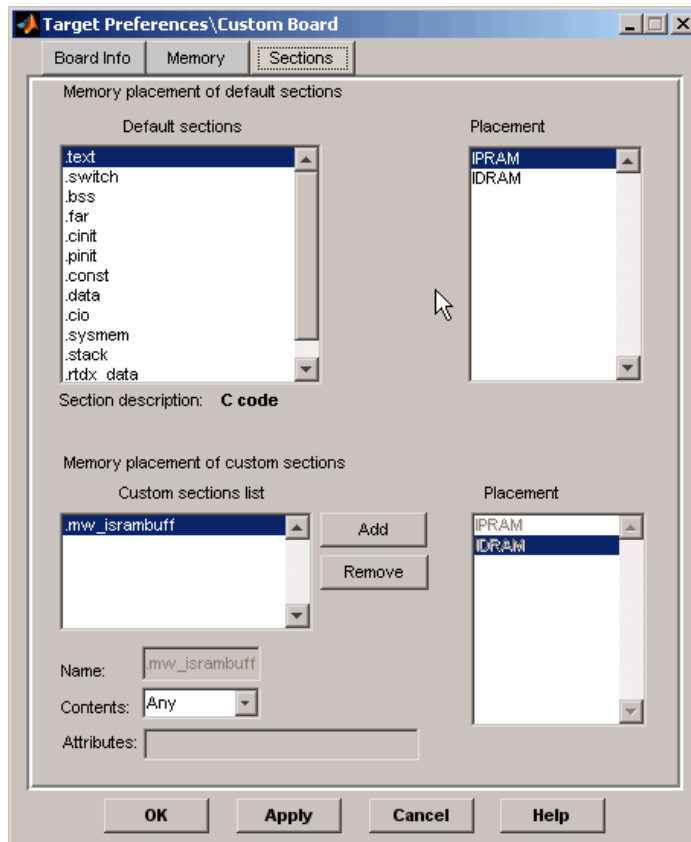 Target Preferences\Custom Board
Board Info Memory Sections
Memory placement of default sections
Default sections Placement
.text
.switch
.bss
.far
.cinit
.pinit
.const
.data
.cio
.sysmem
.stack
.rtdx_data
IPRAM
IDRAM
Section description: C code
Memory placement of custom sections
Custom sections list Placement
.mw_isrambuff
Add
Remove
IPRAM
IDRAM
Name: .mw_isrambuff
Contents: Any
Attributes:
OK Apply Cancel Help